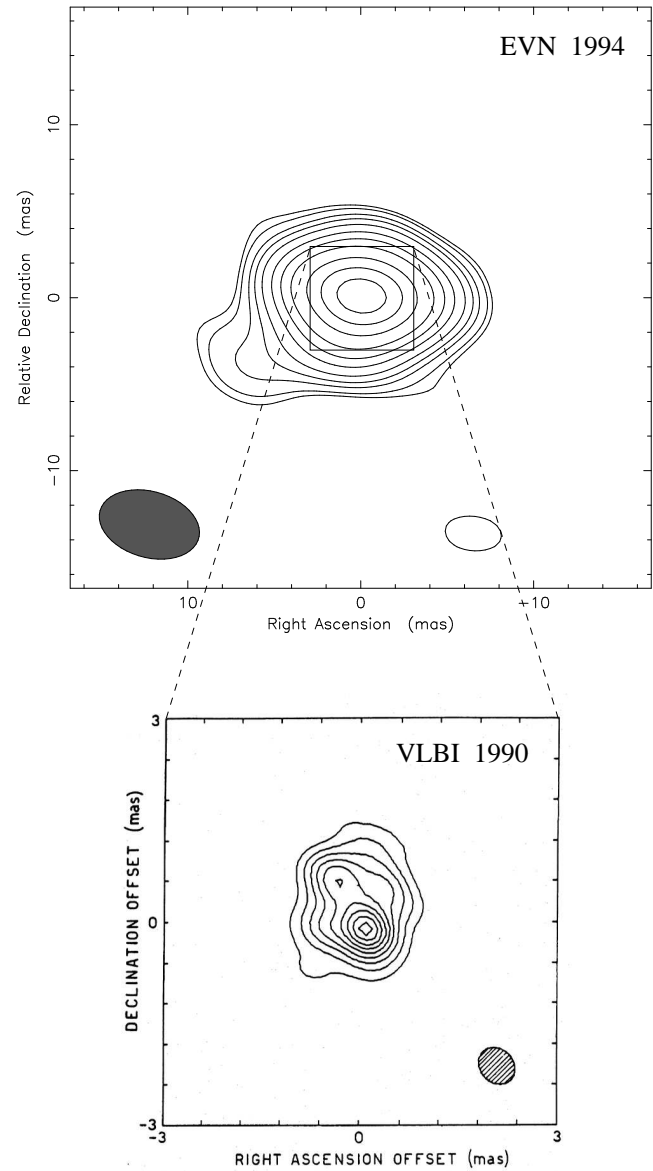 EVN 1994
10
0
−10
Relative Declination (mas)
10 0 +10
Right Ascension (mas)
VLBI 1990
3
0
-3
DECLINATION OFFSET (mas)
-3 0 3
RIGHT ASCENSION OFFSET (mas)